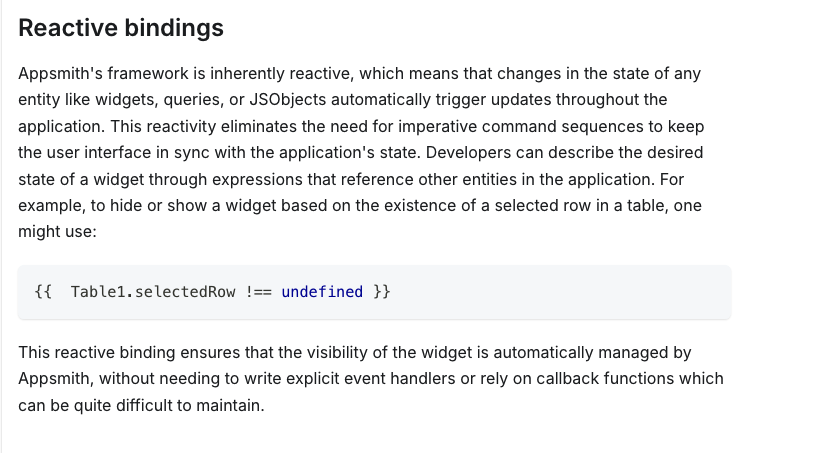 Reactive bindings
Appsmith's framework is inherently reactive, which means that changes in the state of any
entity like widgets, queries, or JSObjects automatically trigger updates throughout the
application. This reactivity eliminates the need for imperative command sequences to keep
the user interface in sync with the application's state. Developers can describe the desired
state of a widget through expressions that reference other entities in the application. For
example, to hide or show a widget based on the existence of a selected row in a table, one
might use:
{{  Table1.selectedRow !== undefined }}
This reactive binding ensures that the visibility of the widget is automatically managed by
Appsmith, without needing to write explicit event handlers or rely on callback functions which
can be quite difficult to maintain.